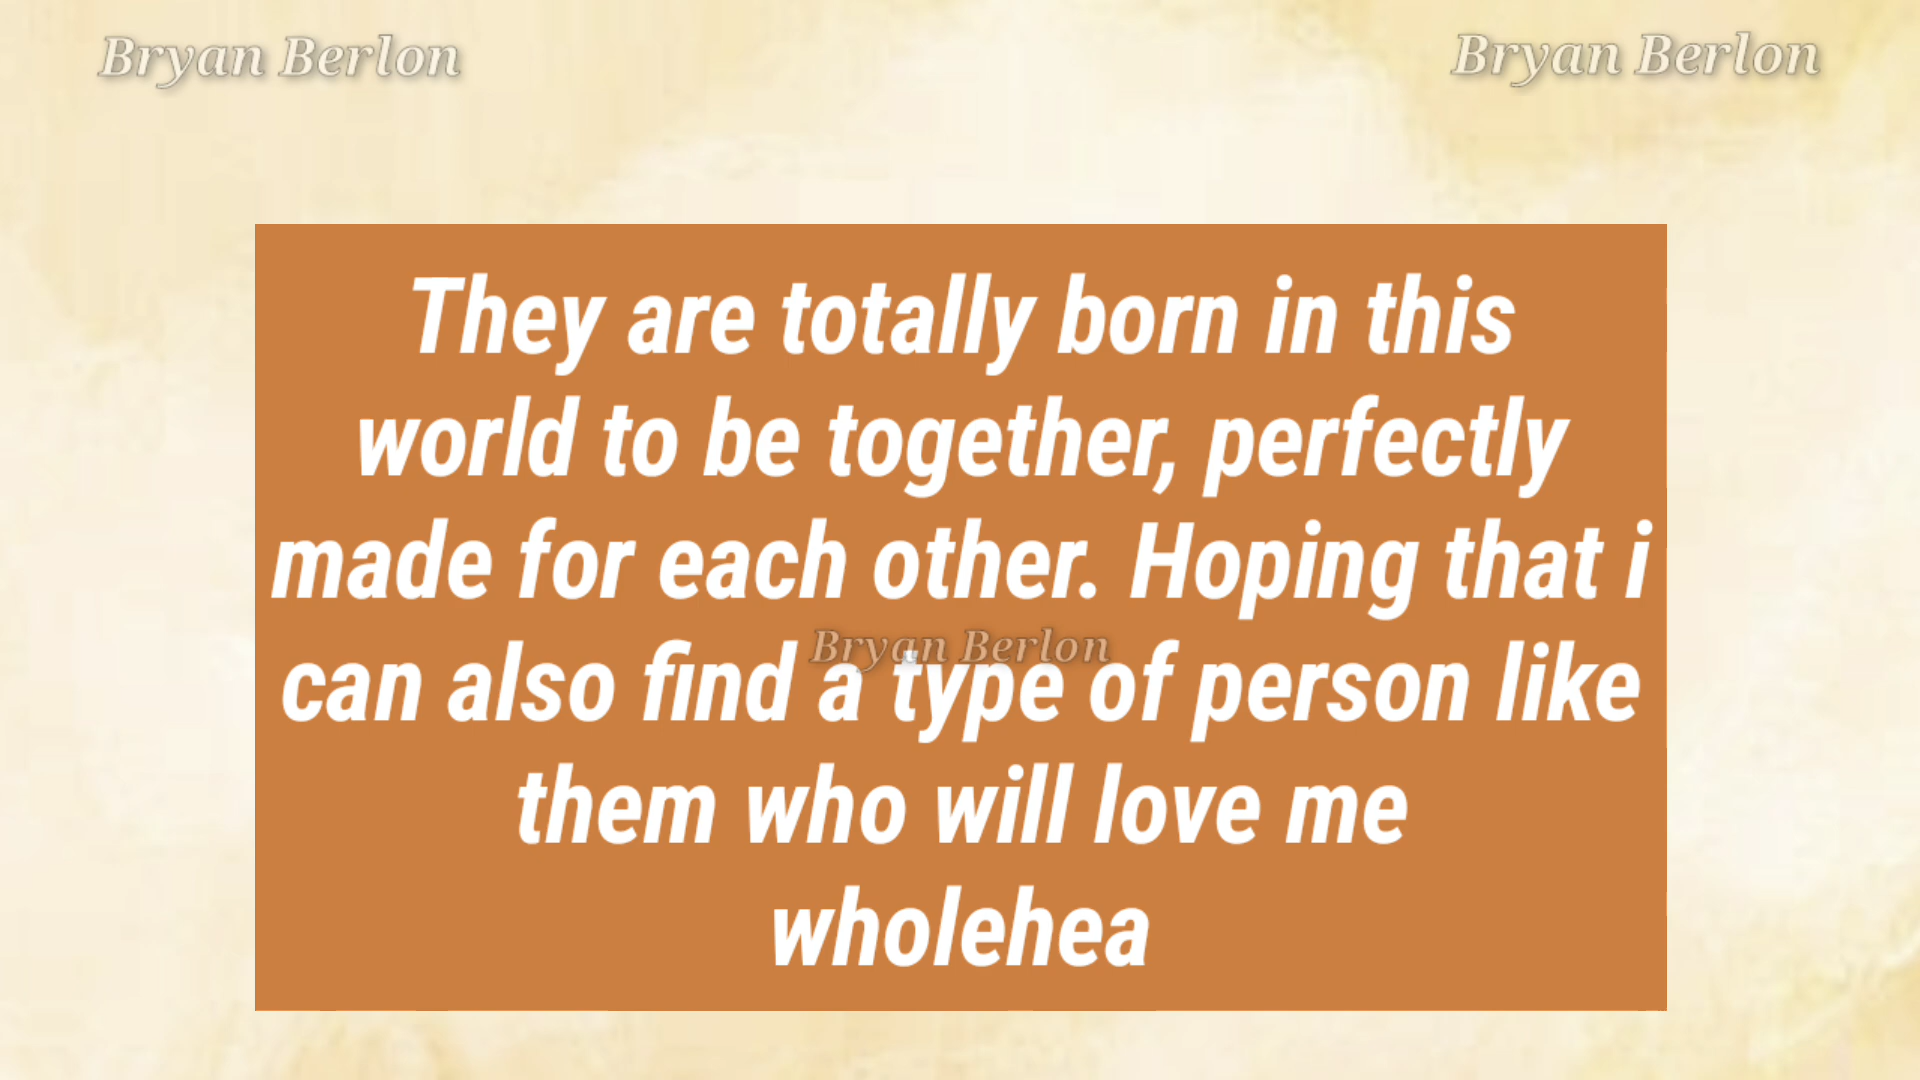 Bryan Berlon Bryan Berlon
They are totally born in this
world to be together, perfectly
made for each other. Hoping that i
Bryan Berlon
can also find a type of person like
them who will love me
wholehea